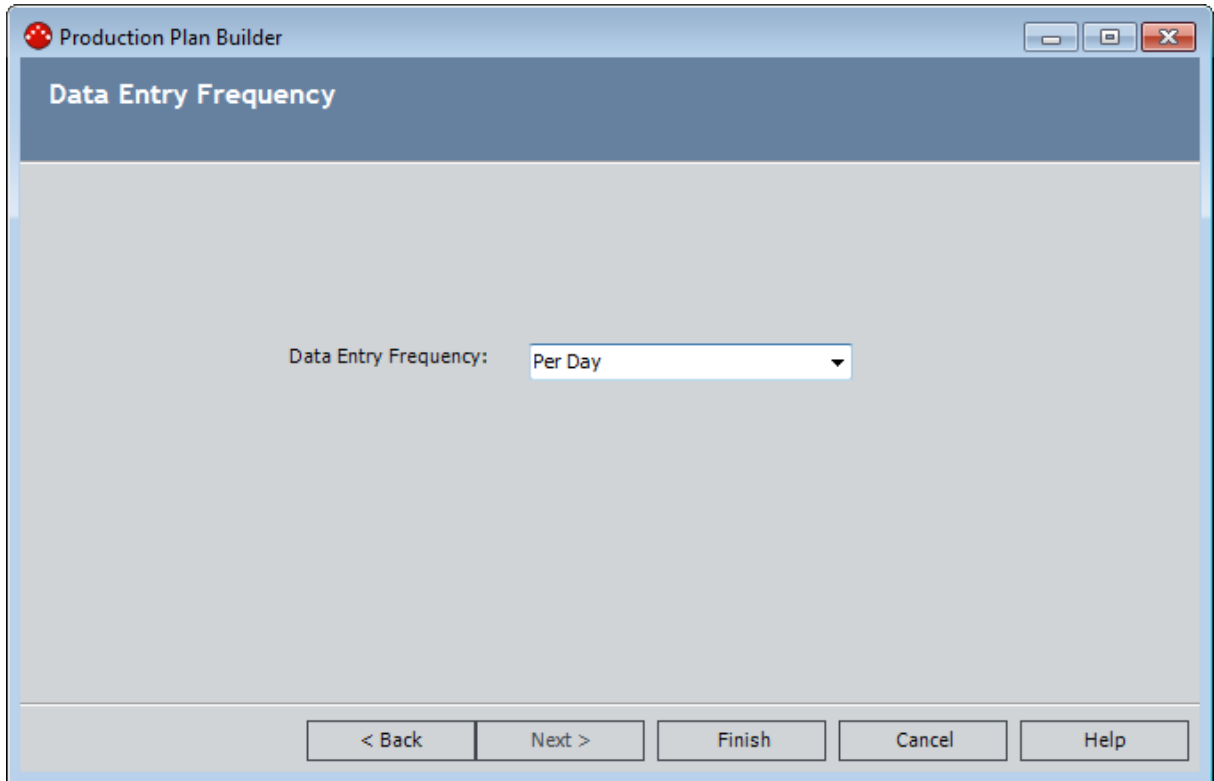 Production Plan Builder
Data Entry Frequency
Data Entry Frequency: Per Day
< Back Next > Finish Cancel Help